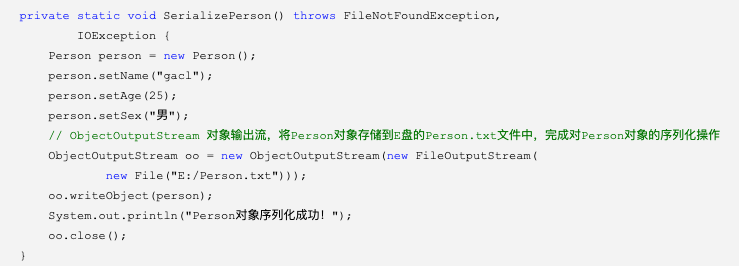 private static void SerializePerson() throws FileNotFoundException,
IOException {
Person person = new Person();
person.setName("gacl");
person.setAge(25);
person.setSex("男");
// ObjectOutputStream 对象输出流，将Person对象存储到E盘的Person.txt文件中，完成对Person对象的序列化操作
ObjectOutputStream oo = new ObjectOutputStream(new FileOutputStream(
new File("E:/Person.txt")));
oo.writeObject(person);
System.out.println("Person对象序列化成功！");
oo.close();
}